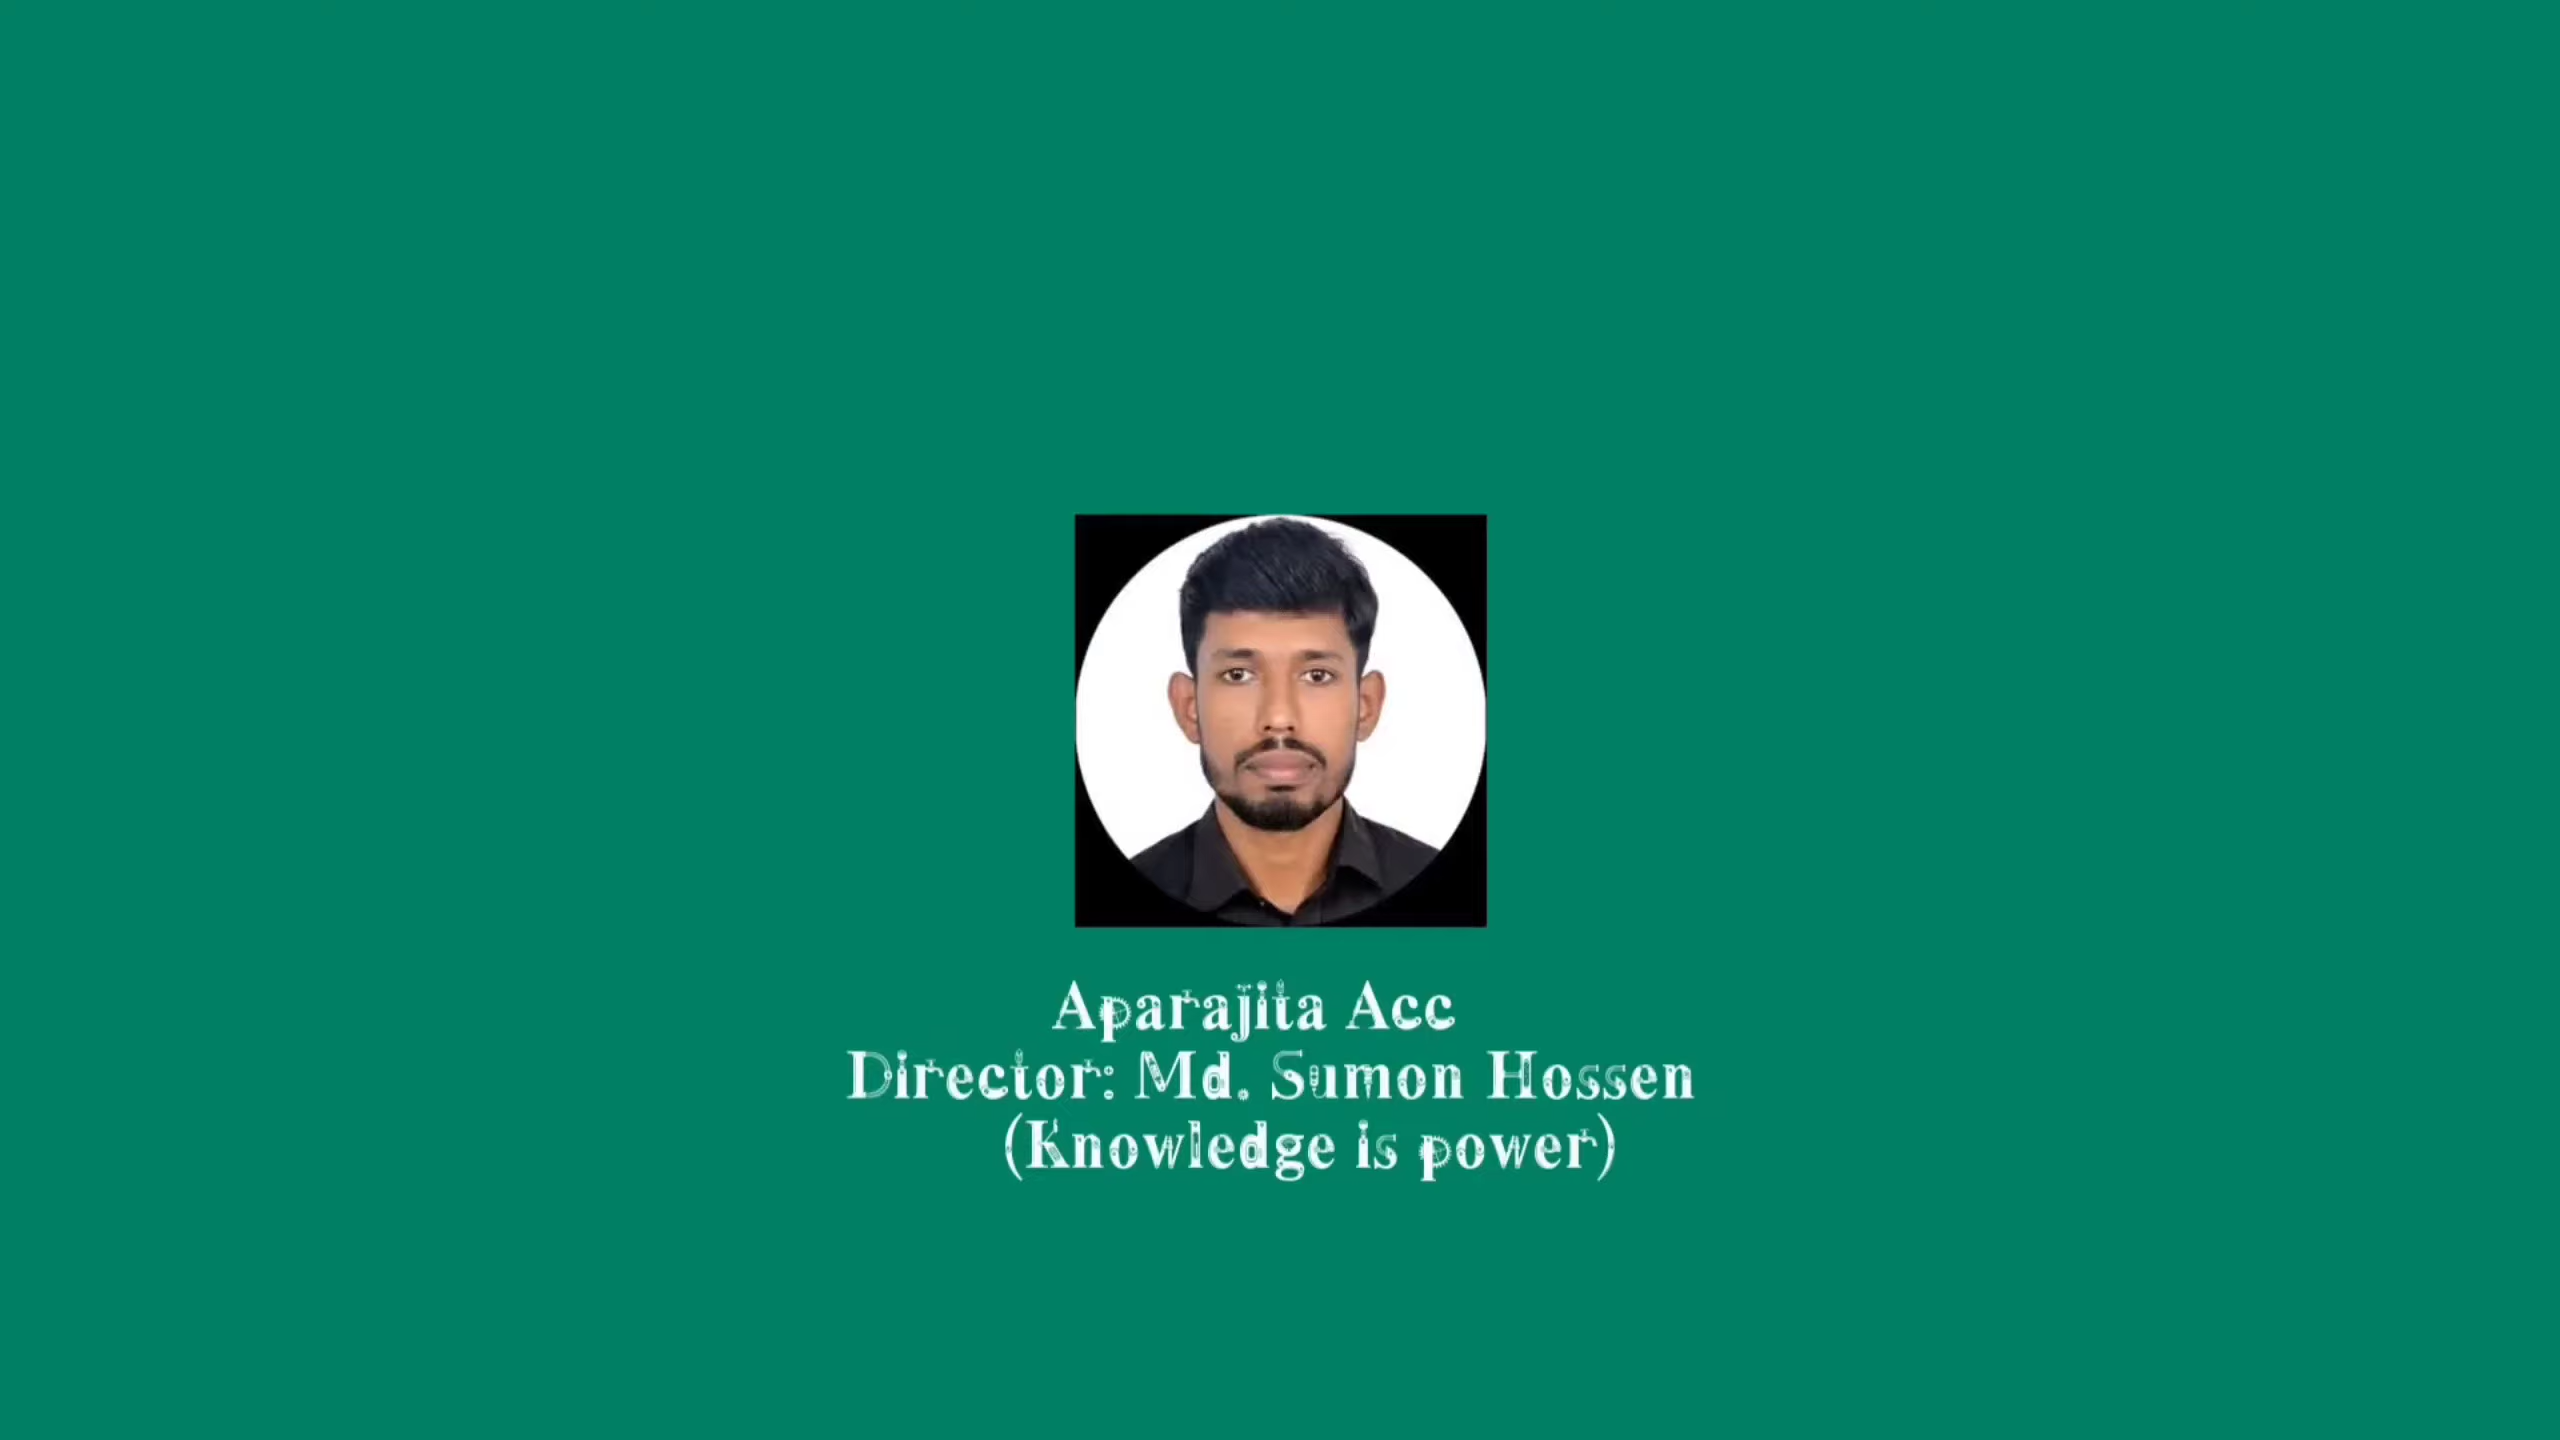 Aparajita Acc
Director: Md. Sumon Hossen
(Knowledge is power)